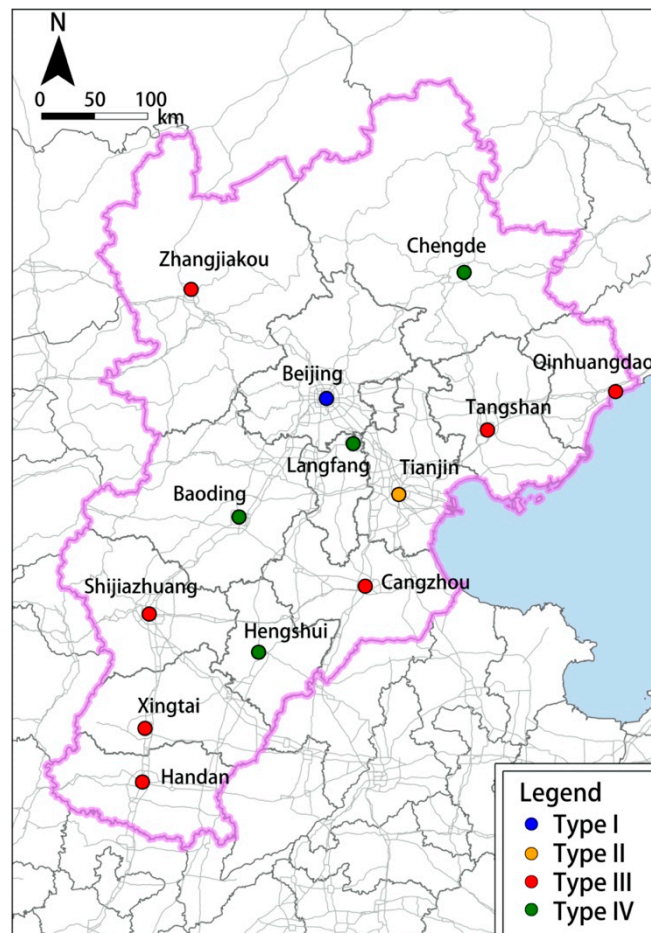 N
0 50 100
km
Zhangjiakou
Chengde
Beijing
Qinhuangdao
Tangshan
Langfang
Tianjin
Baoding
Shijiazhuang
Cangzhou
Hengshui
Xingtai
Handan
Legend
Type I
Type II
Type III
Type IV